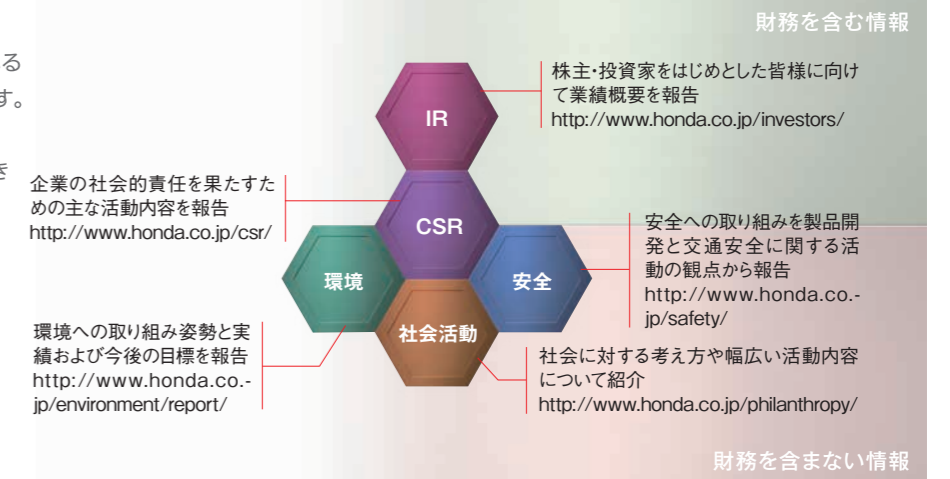 財務を含む情報
る
す。
き
IR
株主・投資家をはじめとした皆様に向け
て業績概要を報告
http://www.honda.co.jp/investors/
企業の社会的責任を果たすた
めの主な活動内容を報告
http://www.honda.co.jp/csr/
CSR
安全への取り組みを製品開
発と交通安全に関する活
動の観点から報告
http://www.honda.co.-
jp/safety/
環境
安全
社会活動
環境への取り組み姿勢と実
績および今後の目標を報告
http://www.honda.co.-
jp/environment/report/
社会に対する考え方や幅広い活動内容
について紹介
http://www.honda.co.jp/philanthropy/
財務を含まない情報